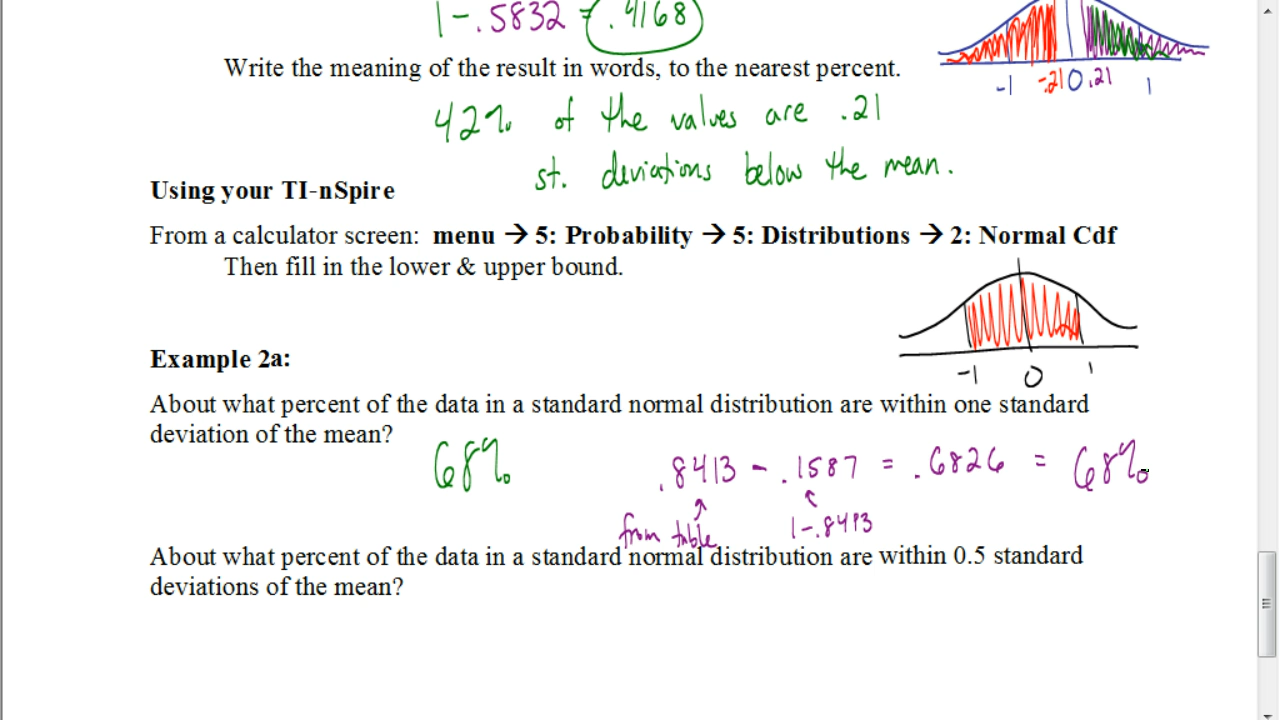 1 - .5832 = .4168
Write the meaning of the result in words, to the nearest percent.
-1 -.21 0 .21 1
42% of the values are .21
st. deviations below the mean.
Using your TI-nSpire
From a calculator screen: menu → 5: Probability → 5: Distributions → 2: Normal Cdf
Then fill in the lower & upper bound.
-1 0 1
Example 2a:
About what percent of the data in a standard normal distribution are within one standard
deviation of the mean?
68% .8413 - .1587 = .6826 = 68%
from table 1-.8413
About what percent of the data in a standard normal distribution are within 0.5 standard
deviations of the mean?